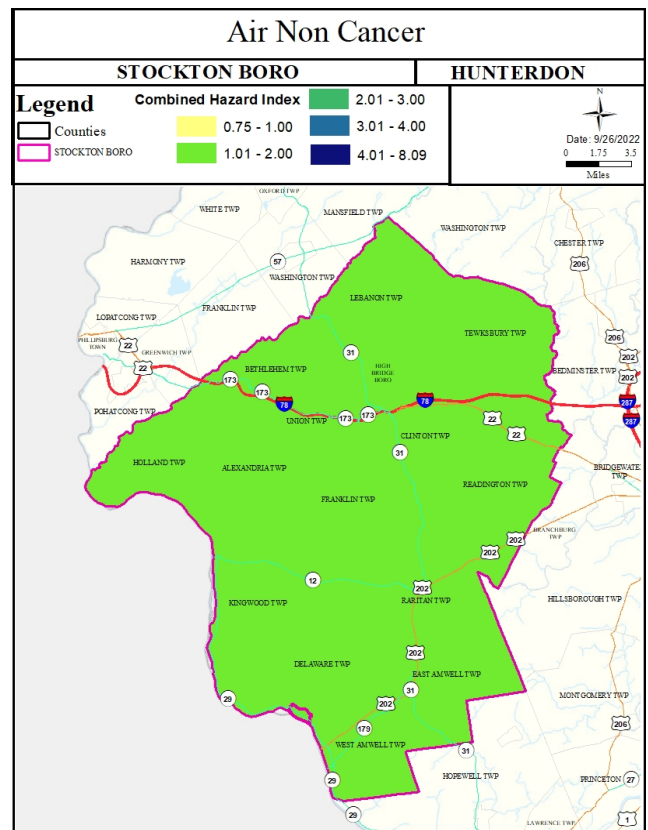 Air Non Cancer
STOCKTON BORO
HUNTERDON
Legend
Counties
STOCKTON BORO
Combined Hazard Index
0.75 - 1.00
1.01 - 2.00
2.01 - 3.00
3.01 - 4.00
4.01 - 8.09
N
Date: 9/26/2022
0 1.75 3.5
Miles
OXFORD TWP
WHITE TWP
MANSFIELD TWP
WASHINGTON TWP
CHESTER TWP
HARMONY TWP
57
206
WASHINGTON TWP
LEBANON TWP
FRANKLIN TWP
LOPATCONG TWP
TEWKSBURY TWP
PHILLIPSBURG
TOWN
22
GREENWICH TWP
31
206
202
22
BETHLEHEM TWP
HIGH
BRIDGE
BORO
BEDMINSTER TWP
202
173
173
78
78
287
POHATCONG TWP
UNION TWP
173
173
22
287
CLINTON TWP
22
31
HOLLAND TWP
ALEXANDRIA TWP
BRIDGEWATE
TWP
READINGTON TWP
FRANKLIN TWP
BRANCHBURG
TWP
202
202
12
202
KINGWOOD TWP
RARITAN TWP
HILLSBOROUGH TWP
202
DELAWARE TWP
EAST AMWELL TWP
29
31
202
MONTGOMERY TWP
206
179
WEST AMWELL TWP
31
29
HOPEWELL TWP
PRINCETON
27
29
LAWRENCE TWP
1